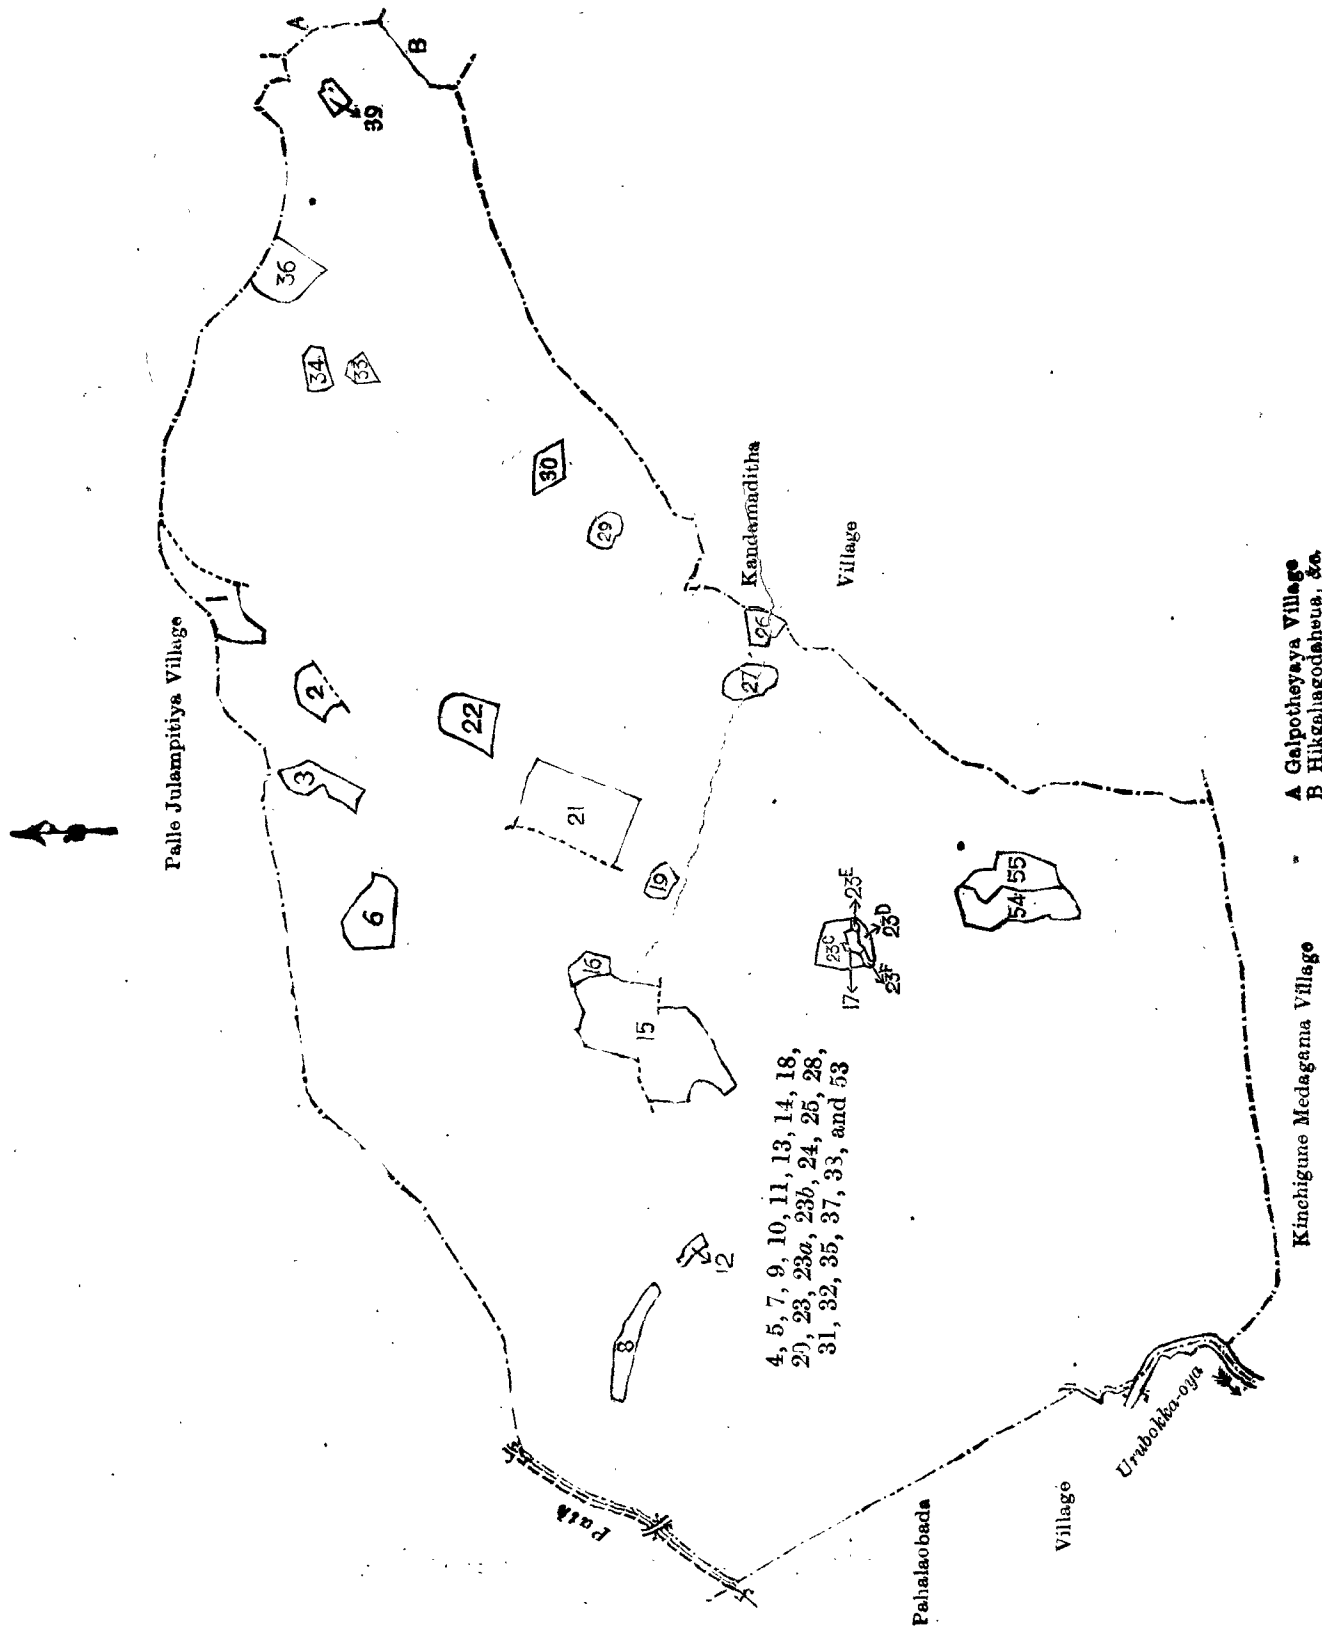 Palle Julampitiya Village
A
B
39
36
34
33
30
29
1
2
3
22
21
6
19
Kandamaditha
Village
26
27
16
15
23C
23E
23D
23F
17
54
55
8
12
4, 5, 7, 9, 10, 11, 13, 14, 18,
20, 23, 23a, 23b, 24, 25, 28,
31, 32, 35, 37, 33, and 53
Path
Pahalaobada
Village
Urubokka-oya
Kinchigune Medagama Village
A Galpotheyaya Village
B Hikgahagodahena, &c. "